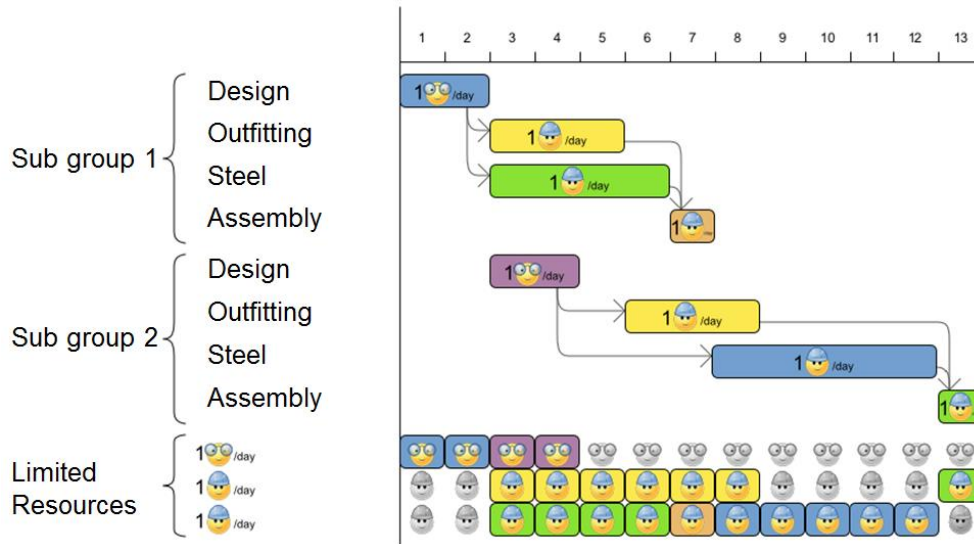 1 2 3 4 5 6 7 8 9 10 11 12 13
Sub group 1
Design
Outfitting
Steel
Assembly
1 /day
1 /day
1 /day
1
Sub group 2
Design
Outfitting
Steel
Assembly
1 /day
1 /day
1 /day
1
Limited
Resources
1 /day
1 /day
1 /day